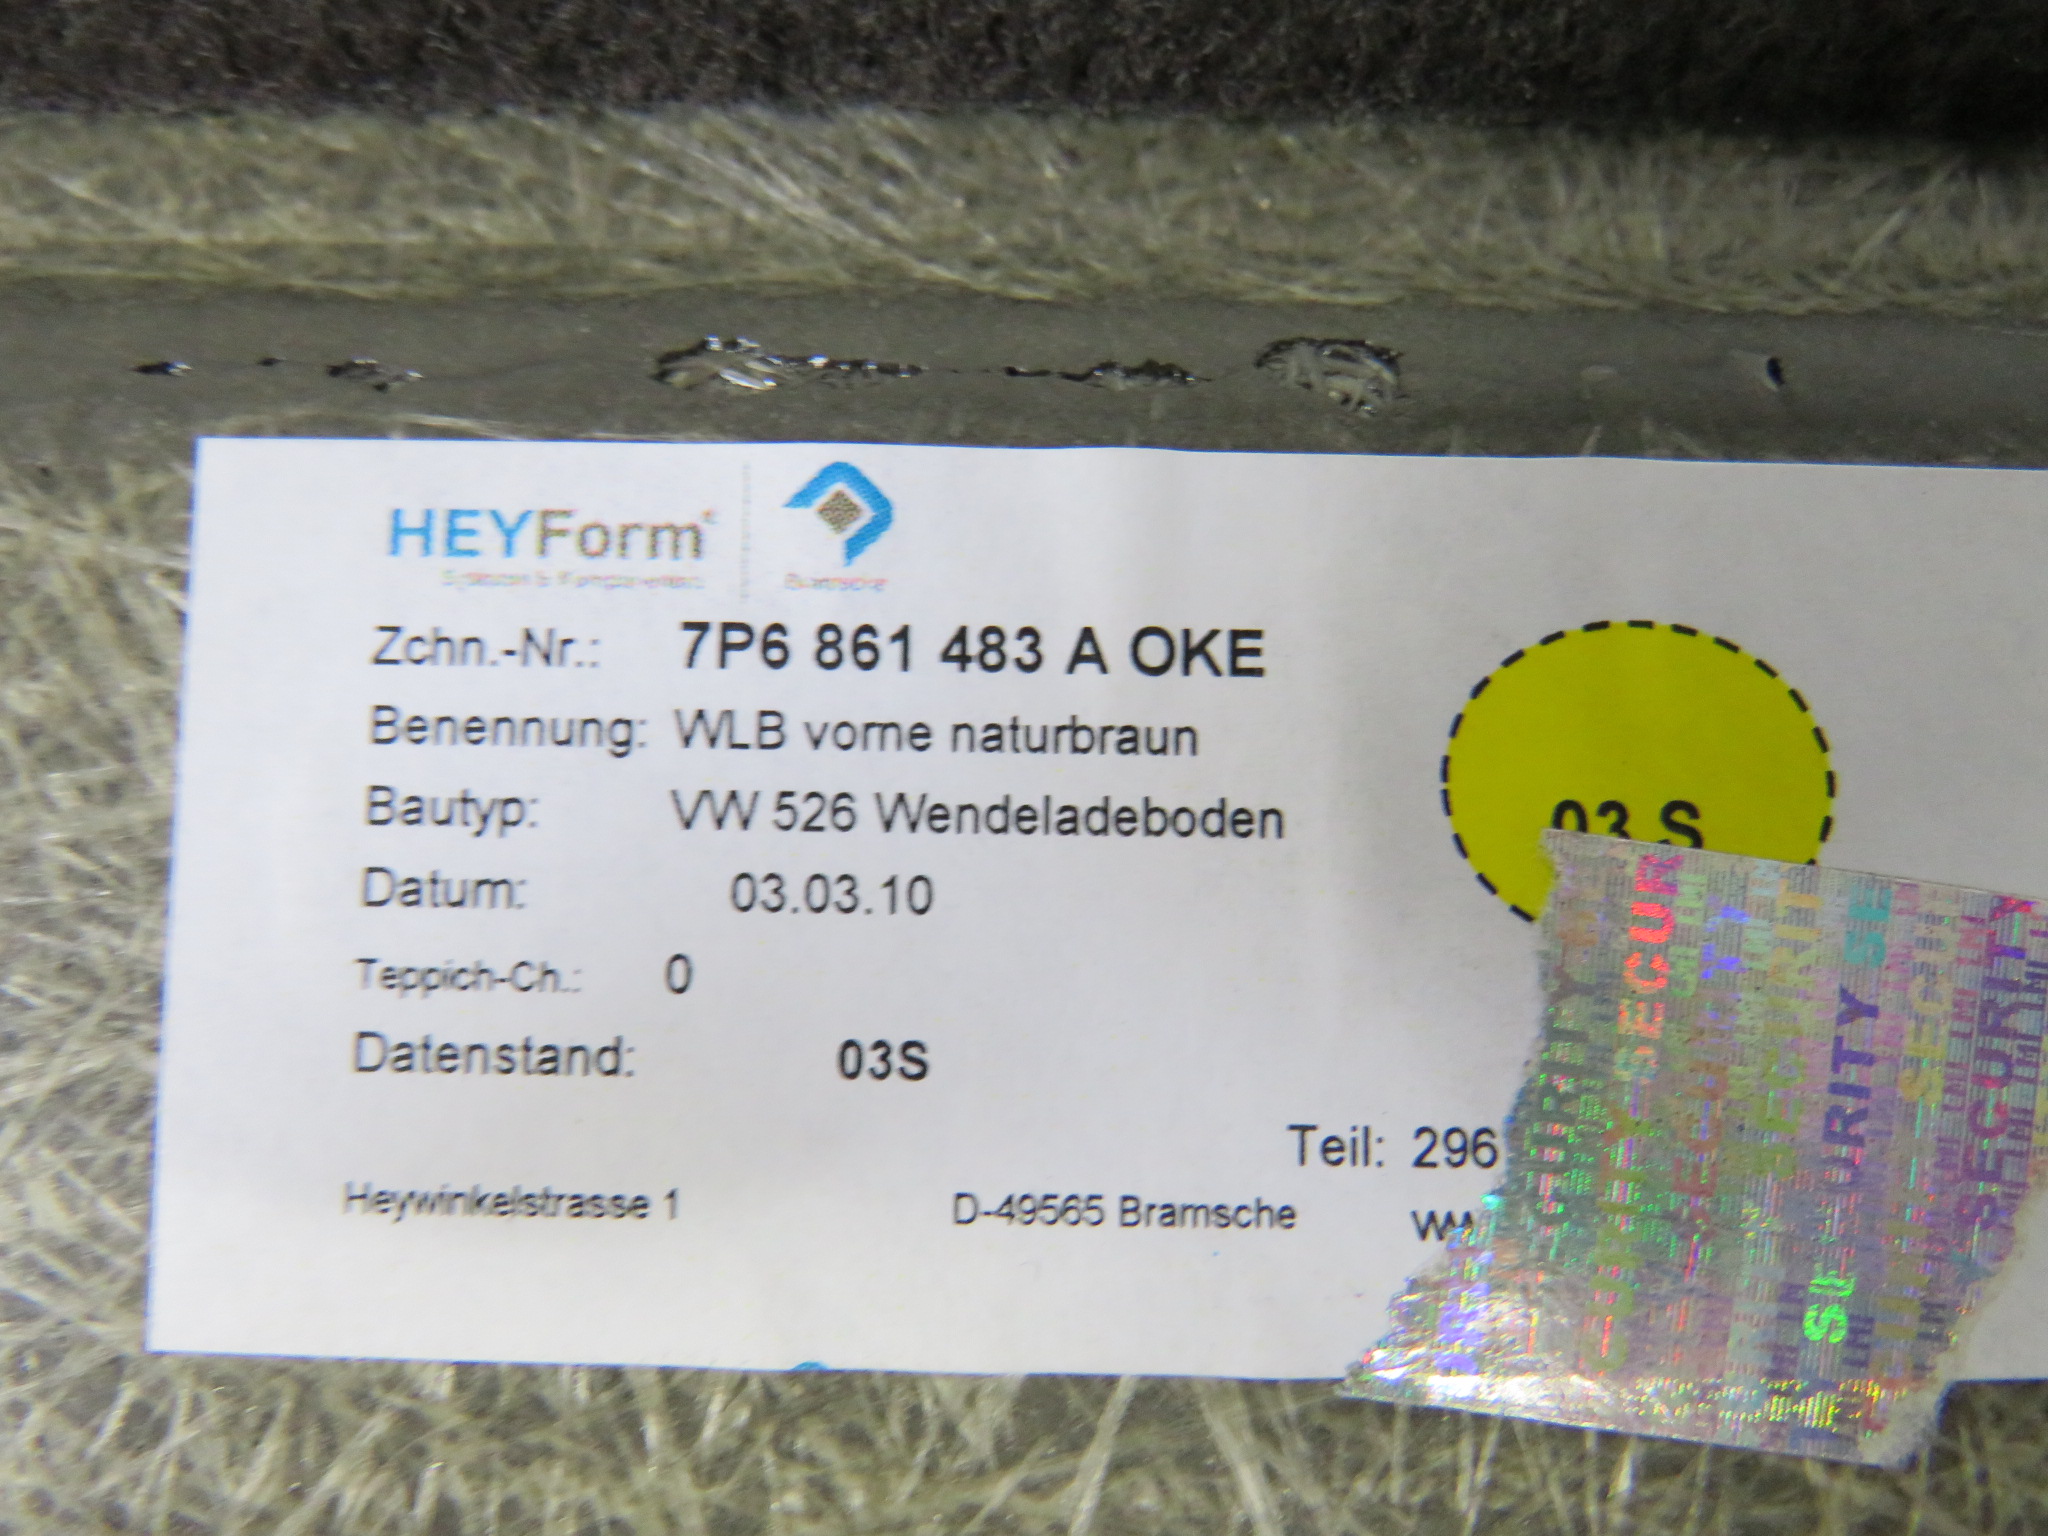 HEYForm
Bramsche
Zchn.-Nr.: 7P6 861 483 A OKE
Benennung: WLB vorne naturbraun
Bautyp: VW 526 Wendeladeboden
03 S
Datum: 03.03.10
Teppich-Ch.: 0
Datenstand: 03S
Teil: 296
Heywinkelstrasse 1 D-49565 Bramsche
SECURITY